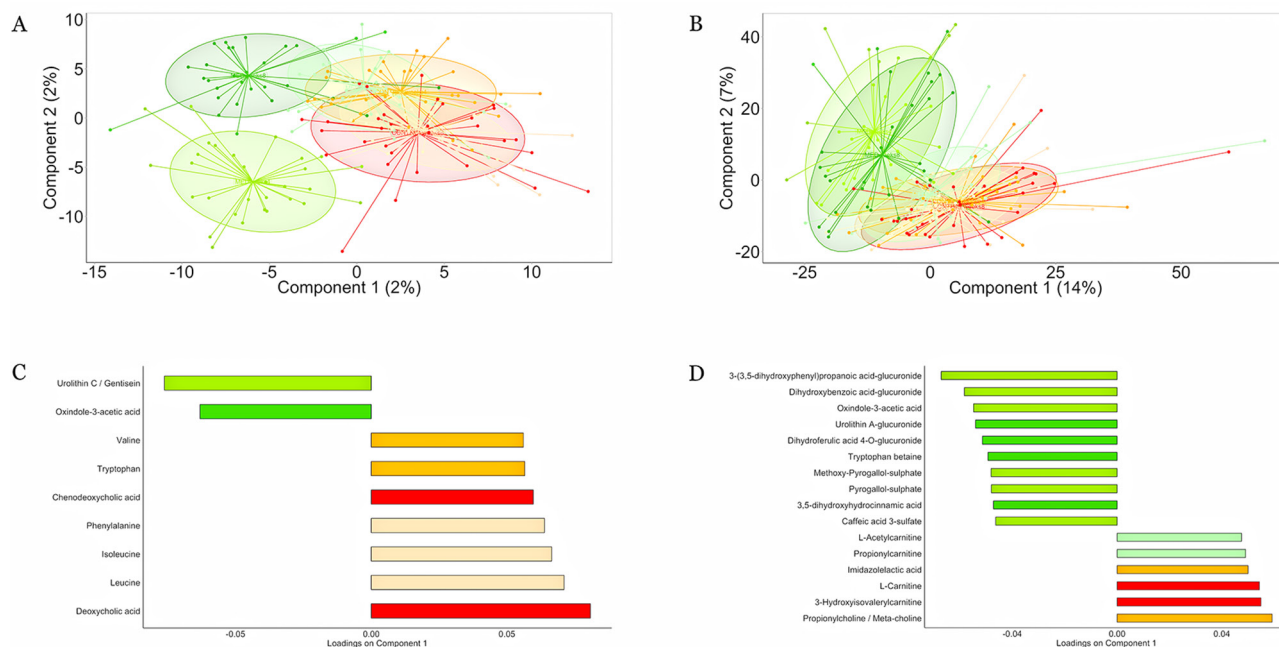 A
10
5
0
-5
-10
Component 2 (2%)
-15
-10
-5
0
5
10
Component 1 (2%)
B
40
20
0
-20
Component 2 (7%)
-25
0
25
50
Component 1 (14%)
C
Urolithin C / Gentisein
Oxindole-3-acetic acid
Valine
Tryptophan
Chenodeoxycholic acid
Phenylalanine
Isoleucine
Leucine
Deoxycholic acid
-0.05
0.00
0.05
Loadings on Component 1
D
3-(3,5-dihydroxyphenyl)propanoic acid-glucuronide
Dihydroxybenzoic acid-glucuronide
Oxindole-3-acetic acid
Urolithin A-glucuronide
Dihydroferulic acid 4-O-glucuronide
Tryptophan betaine
Methoxy-Pyrogallol-sulphate
Pyrogallol-sulphate
3,5-dihydroxyhydrocinnamic acid
Caffeic acid 3-sulfate
L-Acetylcarnitine
Propionylcarnitine
Imidazolelactic acid
L-Carnitine
3-Hydroxyisovalerylcarnitine
Propionylcholine / Meta-choline
-0.04
0.00
0.04
Loadings on Component 1